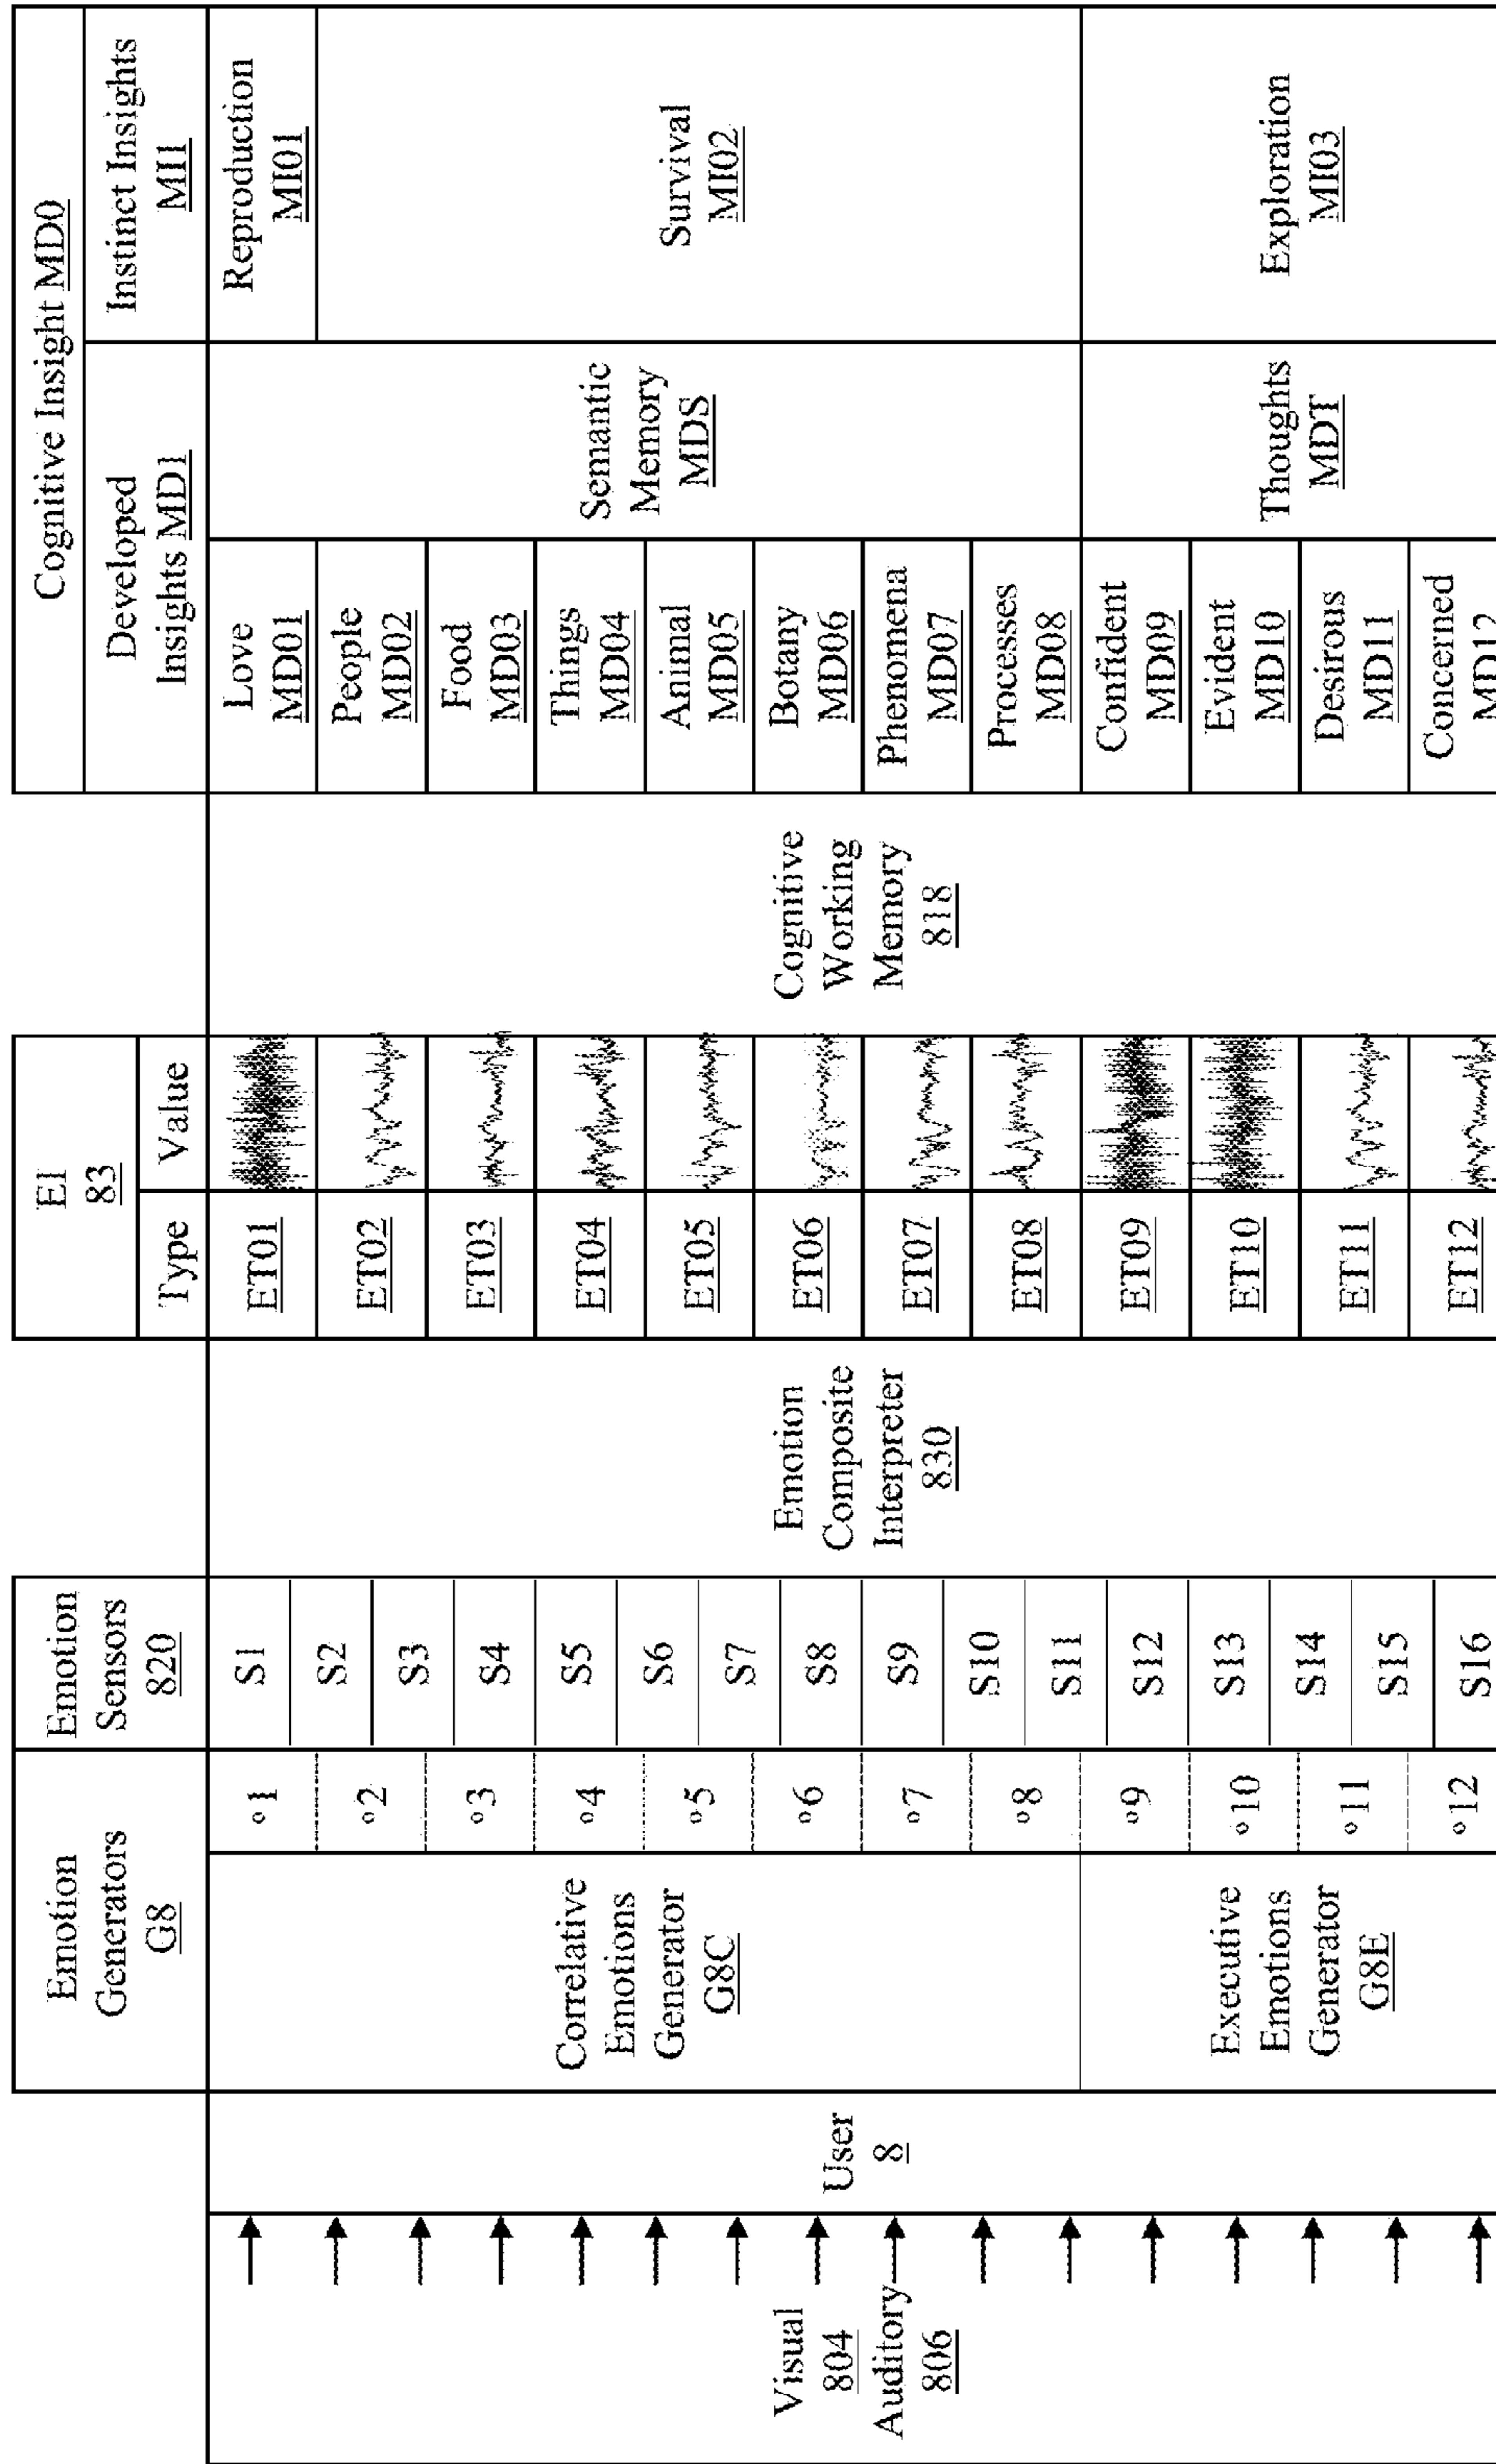 Visual
804
Auditory
806
User
8
Emotion
Generators
G8
Correlative
Emotions
Generator
G8C
Executive
Emotions
Generator
G8E
°1
°2
°3
°4
°5
°6
°7
°8
°9
°10
°11
°12
Emotion
Sensors
820
S1
S2
S3
S4
S5
S6
S7
S8
S9
S10
S11
S12
S13
S14
S15
S16
Emotion
Composite
Interpreter
830
EI
83
Type
Value
ET01
ET02
ET03
ET04
ET05
ET06
ET07
ET08
ET09
ET10
ET11
ET12
Cognitive
Working
Memory
818
Cognitive Insight MD0
Developed
Insights MD1
Instinct Insights
MI1
Love
MD01
People
MD02
Food
MD03
Things
MD04
Animal
MD05
Botany
MD06
Phenomena
MD07
Processes
MD08
Confident
MD09
Evident
MD10
Desirous
MD11
Concerned
MD12
Semantic
Memory
MDS
Thoughts
MDT
Reproduction
MI01
Survival
MI02
Exploration
MI03